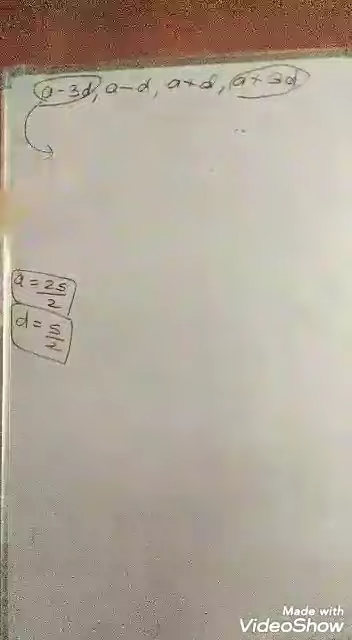 a-3d, a-d, a+d, a+3d
a = 25/2
d = 5/2
Made with
VideoShow